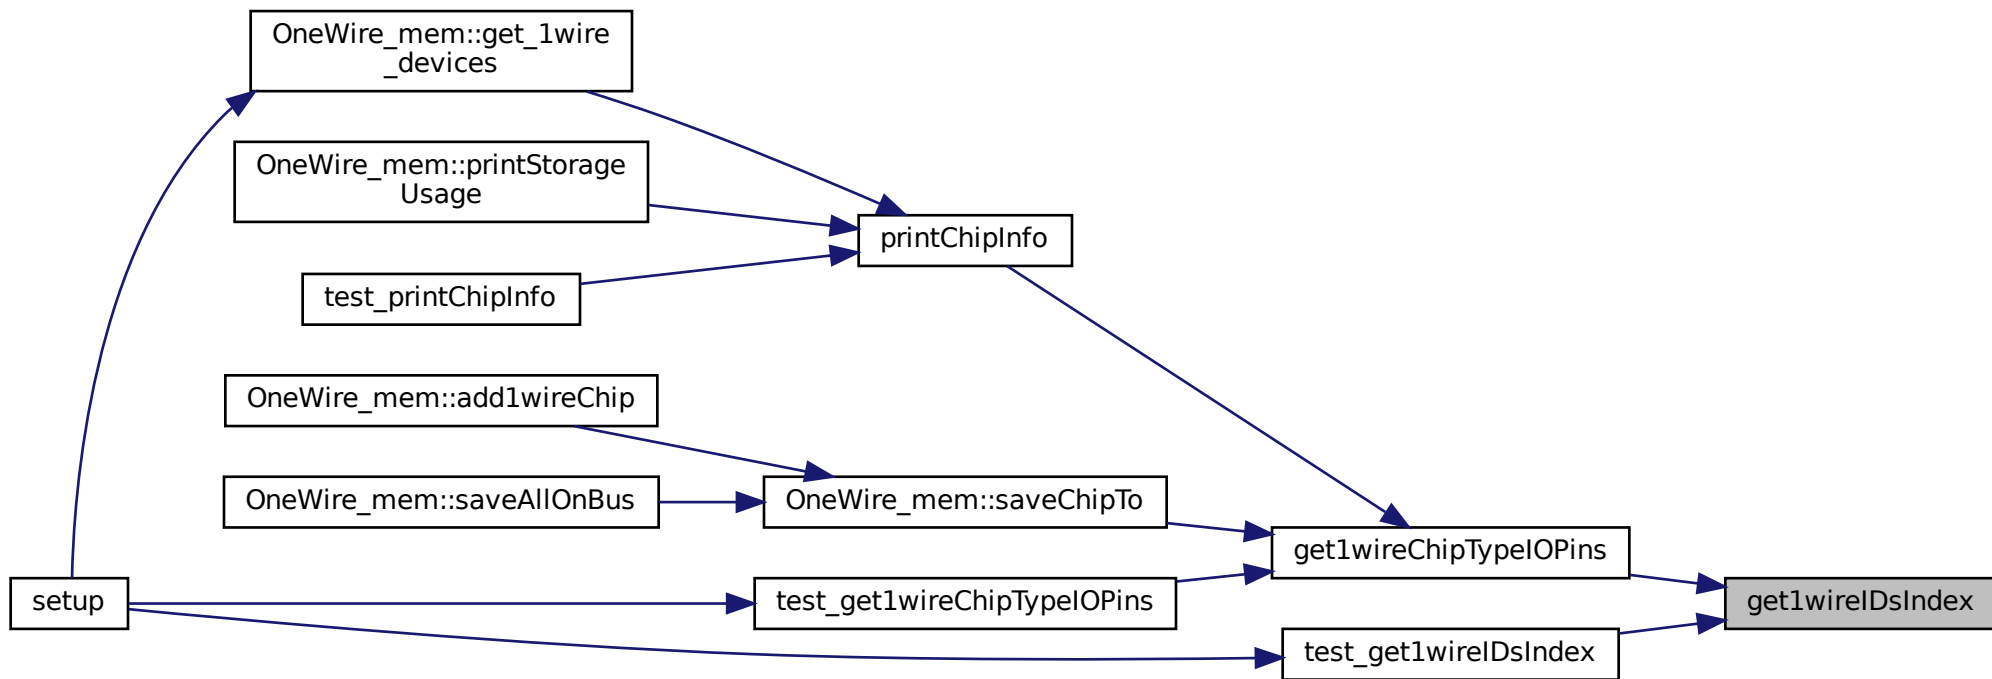 OneWire_mem::get_1wire
_devices
OneWire_mem::printStorage
Usage
printChipInfo
test_printChipInfo
OneWire_mem::add1wireChip
OneWire_mem::saveAllOnBus
OneWire_mem::saveChipTo
get1wireChipTypeIOPins
setup
test_get1wireChipTypeIOPins
get1wireIDsIndex
test_get1wireIDsIndex